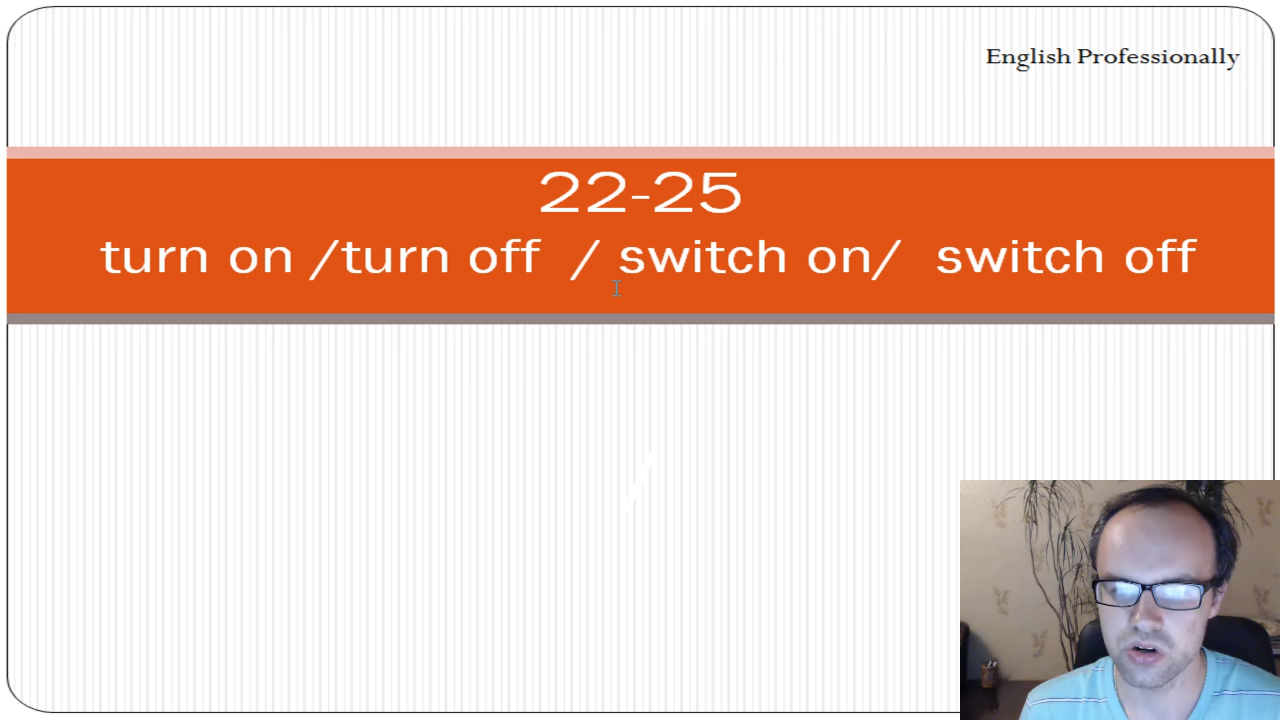 English Professionally
22-25
turn on /turn off / switch on/ switch off
/